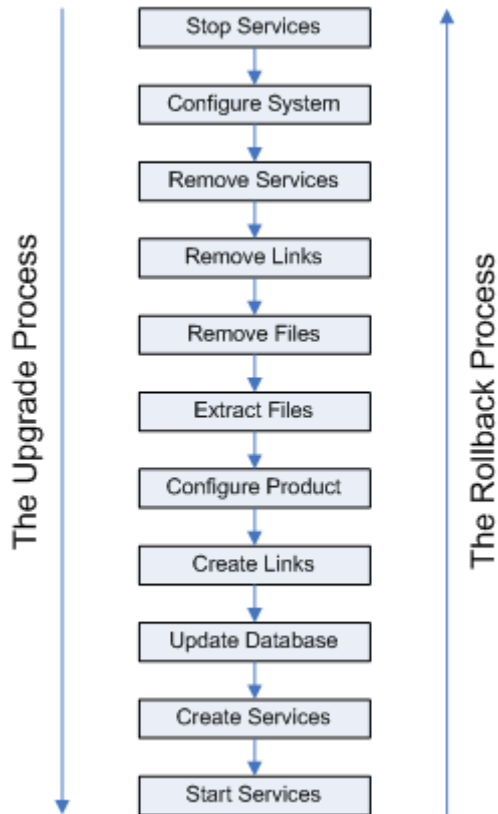 Stop Services
Configure System
Remove Services
Remove Links
Remove Files
Extract Files
Configure Product
Create Links
Update Database
Create Services
Start Services
The Upgrade Process
The Rollback Process